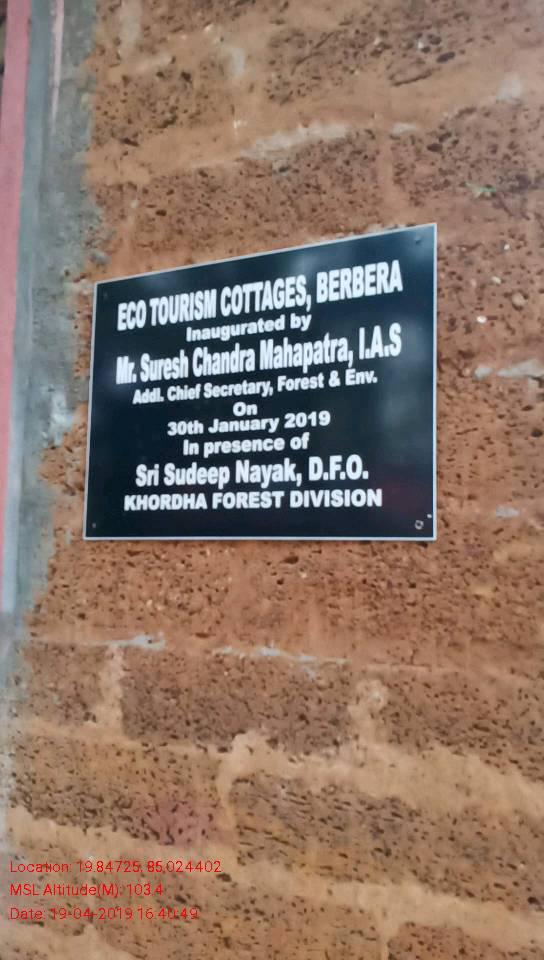 ECO TOURISM COTTAGES, BERBERA
Inaugurated by
Mr. Suresh Chandra Mahapatra, I.A.S
Addl. Chief Secretary, Forest & Env.
On
30th January 2019
In presence of
Sri Sudeep Nayak, D.F.O.
KHORDHA FOREST DIVISION
Location: 19.84725,85.024402
MSL Altitude(M): 103.4
Date: 19-04-2019 16:40:49